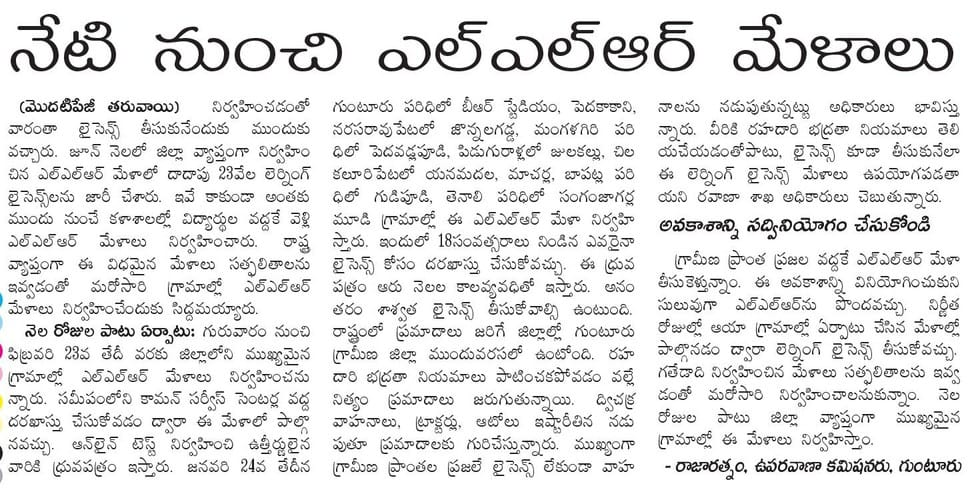 నేటి నుంచి ఎల్ఎల్ఆర్ మేళాలు
(మొదటిపేజీ తరువాయి) నిర్వహించడంతో
వారంతా లైసెన్స్ తీసుకునేందుకు ముందుకు
వచ్చారు. జూన్ నెలలో జిల్లా వ్యాప్తంగా నిర్వహిం
చిన ఎల్ఎల్ఆర్ మేళాలో దాదాపు 23వేల లెర్నింగ్
లైసెన్స్‌లను జారీ చేశారు. ఇవే కాకుండా అంతకు
ముందు నుంచే కళాశాలల్లో విద్యార్థుల వద్దకే వెళ్లి
ఎల్ఎల్ఆర్ మేళాలు నిర్వహించారు. రాష్ట్ర
వ్యాప్తంగా ఈ విధమైన మేళాలు సత్ఫలితాలను
ఇవ్వడంతో మరోసారి గ్రామాల్లో ఎల్ఎల్ఆర్
మేళాలు నిర్వహించేందుకు సిద్ధమయ్యారు.
నెల రోజుల పాటు ఏర్పాటు: గురువారం నుంచి
ఫిబ్రవరి 23వ తేదీ వరకు జిల్లాలోని ముఖ్యమైన
గ్రామాల్లో ఎల్ఎల్ఆర్ మేళాలు నిర్వహించను
న్నారు. సమీపంలోని కామన్ సర్వీస్ సెంటర్ల వద్ద
దరఖాస్తు చేసుకోవడం ద్వారా ఈ మేళాలో పాల్గొ
నవచ్చు. ఆన్‌లైన్ టెస్ట్ నిర్వహించి ఉత్తీర్ణులైన
వారికి ధ్రువపత్రం ఇస్తారు. జనవరి 24వ తేదీన
గుంటూరు పరిధిలో బీఆర్ స్టేడియం, పెదకాకాని,
నరసరావుపేటలో జొన్నలగడ్డ, మంగళగిరి పరి
ధిలో పెదవడ్లపూడి, పిడుగురాళ్లలో జులకల్లు, చిల
కలూరిపేటలో యనమదల, మాచర్ల, బాపట్ల పరి
ధిలో గుడిపూడి, తెనాలి పరిధిలో సంగంజాగర్ల
మూడి గ్రామాల్లో ఈ ఎల్ఎల్ఆర్ మేళా నిర్వహి
స్తారు. ఇందులో 18సంవత్సరాలు నిండిన ఎవరైనా
లైసెన్స్ కోసం దరఖాస్తు చేసుకోవచ్చు. ఈ ధ్రువ
పత్రం ఆరు నెలల కాలవ్యవధితో ఇస్తారు. అనం
తరం శాశ్వత లైసెన్స్ తీసుకోవాల్సి ఉంటుంది.
రాష్ట్రంలో ప్రమాదాలు జరిగే జిల్లాల్లో గుంటూరు
గ్రామీణ జిల్లా ముందువరసలో ఉంటోంది. రహ
దారి భద్రతా నియమాలు పాటించకపోవడం వల్లే
నిత్యం ప్రమాదాలు జరుగుతున్నాయి. ద్విచక్ర
వాహనాలు, ట్రాక్టర్లు, ఆటోలు ఇష్టారీతిన నడు
పుతూ ప్రమాదాలకు గురిచేస్తున్నారు. ముఖ్యంగా
గ్రామీణ ప్రాంతల ప్రజలే లైసెన్స్ లేకుండా వాహ
నాలను నడుపుతున్నట్టు అధికారులు భావిస్తు
న్నారు. వీరికి రహదారి భద్రతా నియమాలు తెలి
యచేయడంతోపాటు, లైసెన్స్ కూడా తీసుకునేలా
ఈ లెర్నింగ్ లైసెన్స్ మేళాలు ఉపయోగపడతా
యని రవాణా శాఖ అధికారులు చెబుతున్నారు.
అవకాశాన్ని సద్వినియోగం చేసుకోండి
గ్రామీణ ప్రాంత ప్రజల వద్దకే ఎల్ఎల్ఆర్ మేళా
తీసుకెళ్తున్నాం. ఈ అవకాశాన్ని వినియోగించుకుని
సులువుగా ఎల్ఎల్ఆర్‌ను పొందవచ్చు. నిర్ణీత
రోజుల్లో ఆయా గ్రామాల్లో ఏర్పాటు చేసిన మేళాల్లో
పాల్గొనడం ద్వారా లెర్నింగ్ లైసెన్స్ తీసుకోవచ్చు.
గతేడాది నిర్వహించిన మేళాలు సత్ఫలితాలను ఇవ్వ
డంతో మరోసారి నిర్వహించాలనుకున్నాం. నెల
రోజుల పాటు జిల్లా వ్యాప్తంగా ముఖ్యమైన
గ్రామాల్లో ఈ మేళాలు నిర్వహిస్తాం.
- రాజారత్నం, ఉపరవాణా కమిషనరు, గుంటూరు